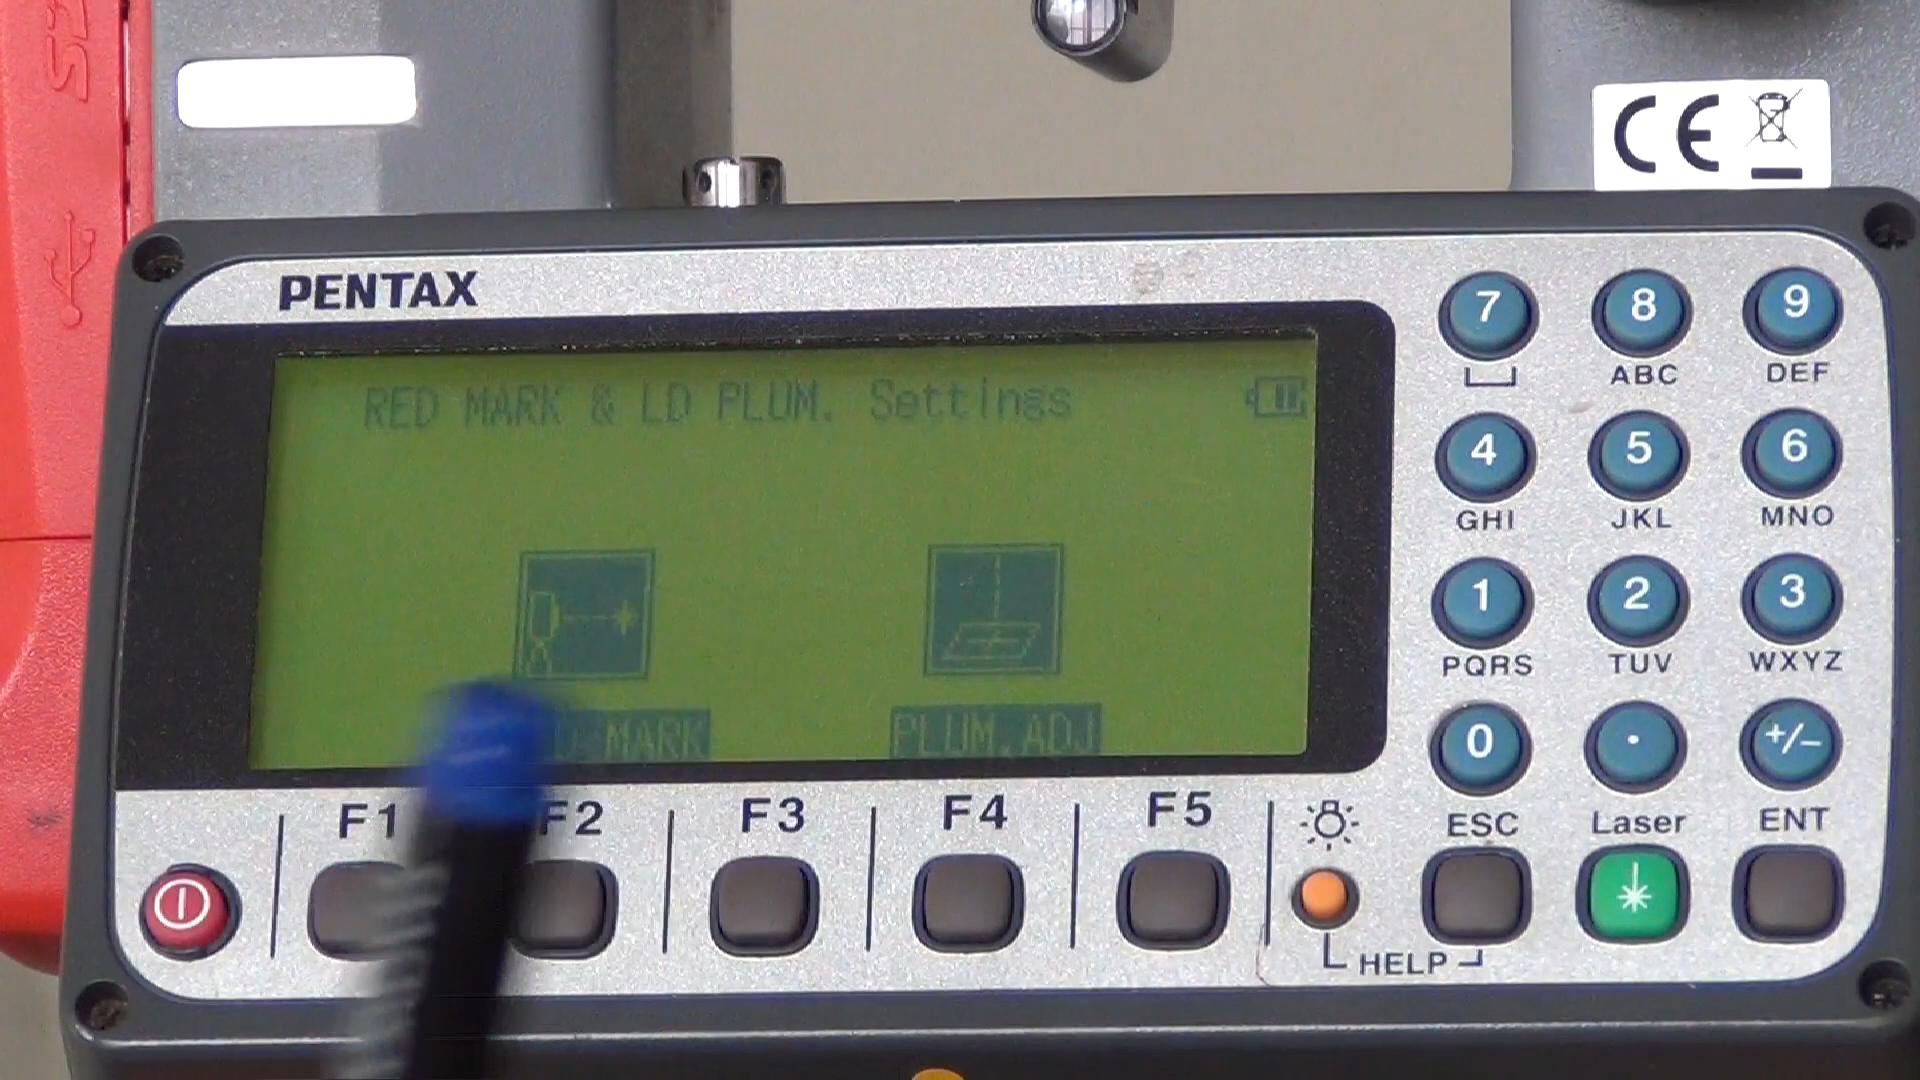 CE
PENTAX
RED MARK & LD PLUM. Settings
MARK
PLUM.ADJ
F1
F2
F3
F4
F5
7
8
9
ABC
DEF
4
5
6
GHI
JKL
MNO
1
2
3
PQRS
TUV
WXYZ
0
.
+/−
ESC
Laser
ENT
HELP